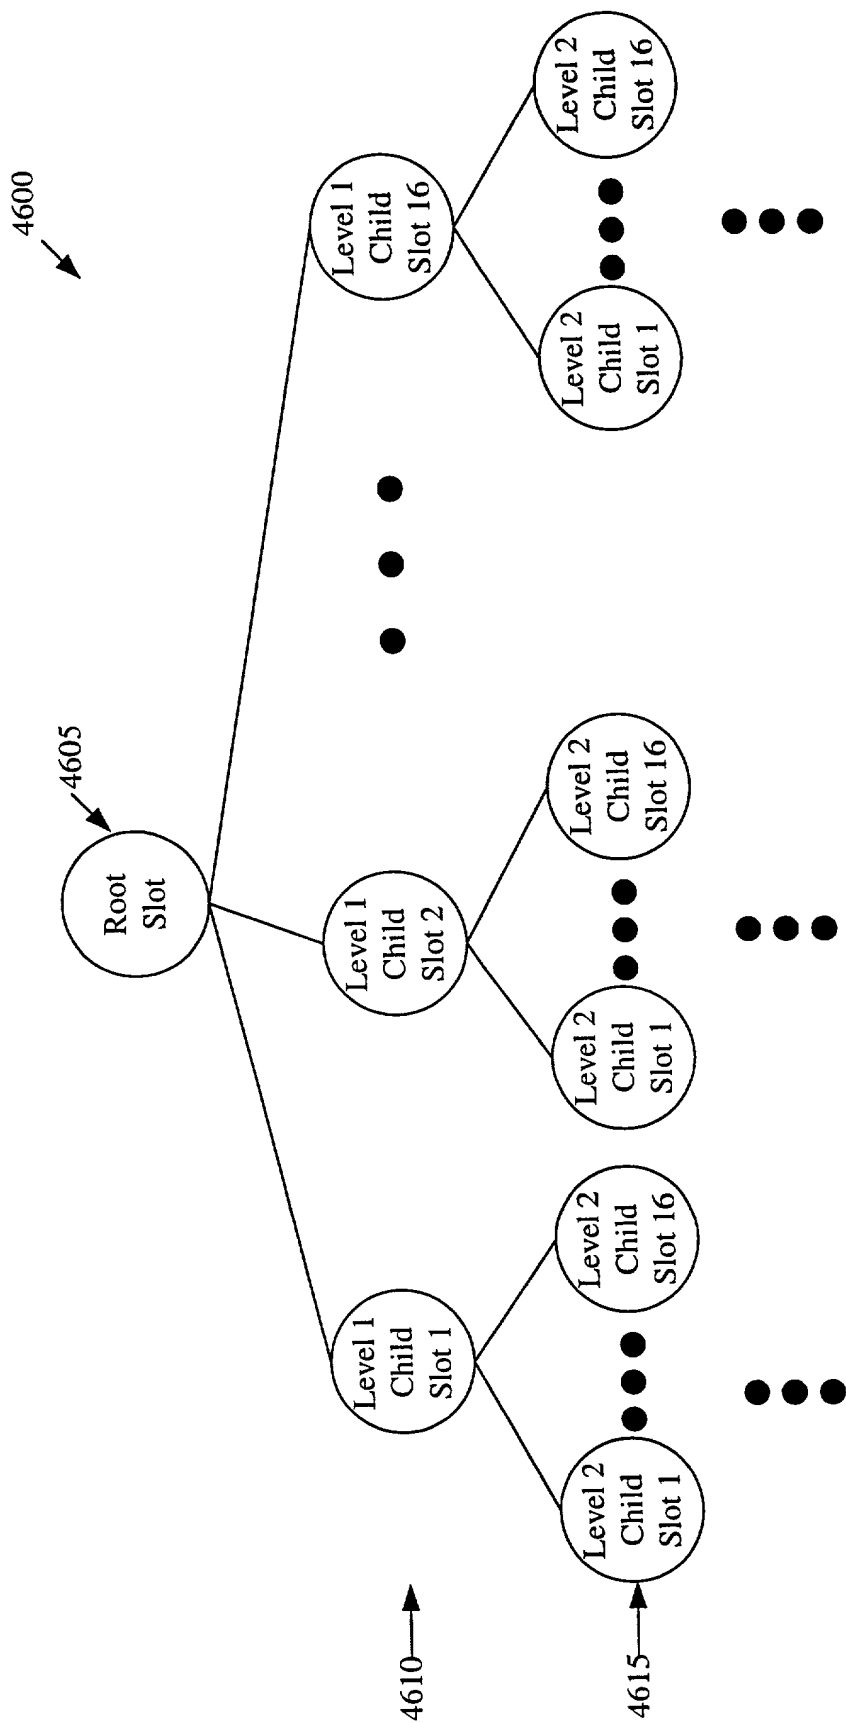 4600
4605
Root
Slot
4610
Level 1
Child
Slot 1
Level 1
Child
Slot 2
Level 1
Child
Slot 16
4615
Level 2
Child
Slot 1
Level 2
Child
Slot 16
Level 2
Child
Slot 1
Level 2
Child
Slot 16
Level 2
Child
Slot 1
Level 2
Child
Slot 16